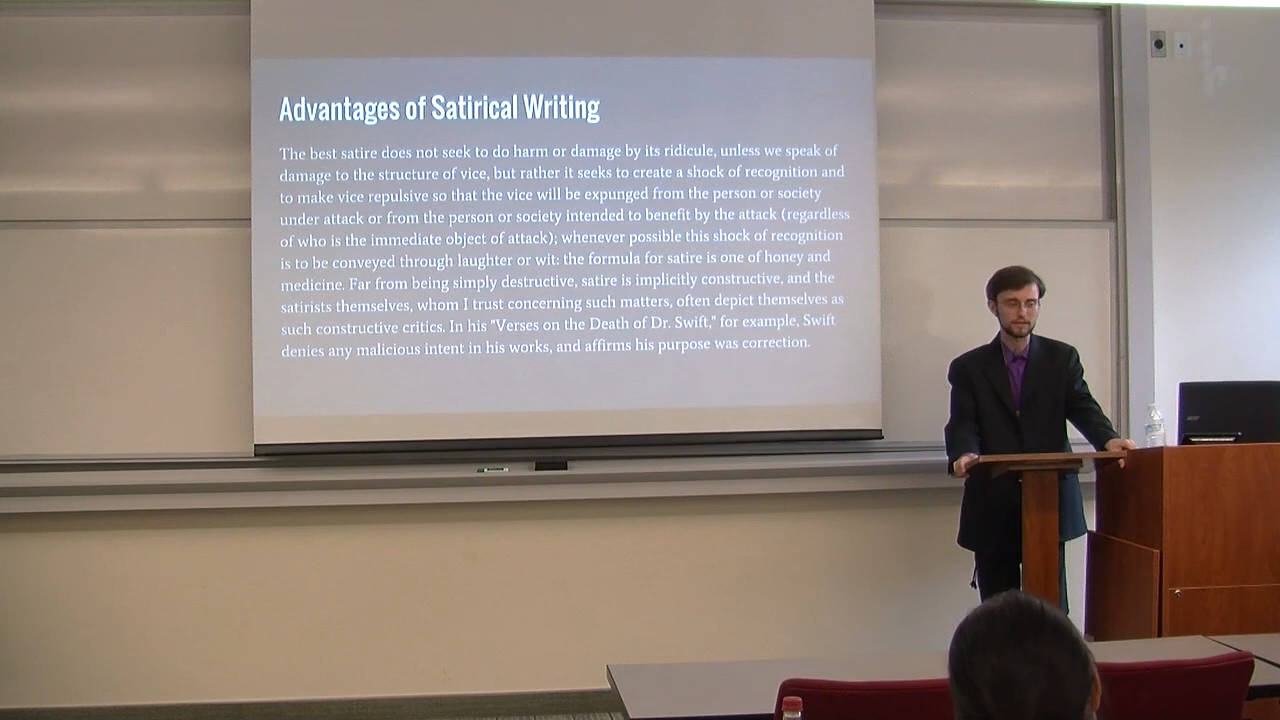 Advantages of Satirical Writing
The best satire does not seek to do harm or damage by its ridicule, unless we speak of
damage to the structure of vice, but rather it seeks to create a shock of recognition and
to make vice repulsive so that the vice will be expunged from the person or society
under attack or from the person or society intended to benefit by the attack (regardless
of who is the immediate object of attack); whenever possible this shock of recognition
is to be conveyed through laughter or wit: the formula for satire is one of honey and
medicine. Far from being simply destructive, satire is implicitly constructive, and the
satirists themselves, whom I trust concerning such matters, often depict themselves as
such constructive critics. In his "Verses on the Death of Dr. Swift," for example, Swift
denies any malicious intent in his works, and affirms his purpose was correction.